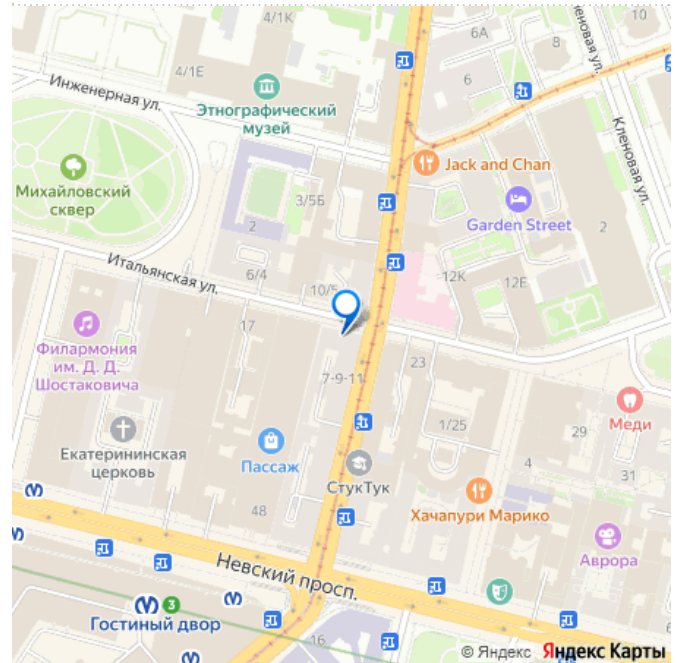 4/1К
6А
8
10
4/1Е
6
Инженерная ул.
Этнографический
музей
Кленовая ул.
Jack and Chan
Михайловский
сквер
3/5Б
2
Garden Street
2
Итальянская ул.
6/4
10/5
12К
12Е
17
Филармония
им. Д. Д.
Шостаковича
7-9-11
23
Меди
Екатерининская
церковь
Пассаж
1/25
29
4
31
СтукТук
48
Хачапури Марико
Аврора
Невский просп.
3
Гостиный двор
16
© Яндекс Яндекс Карты